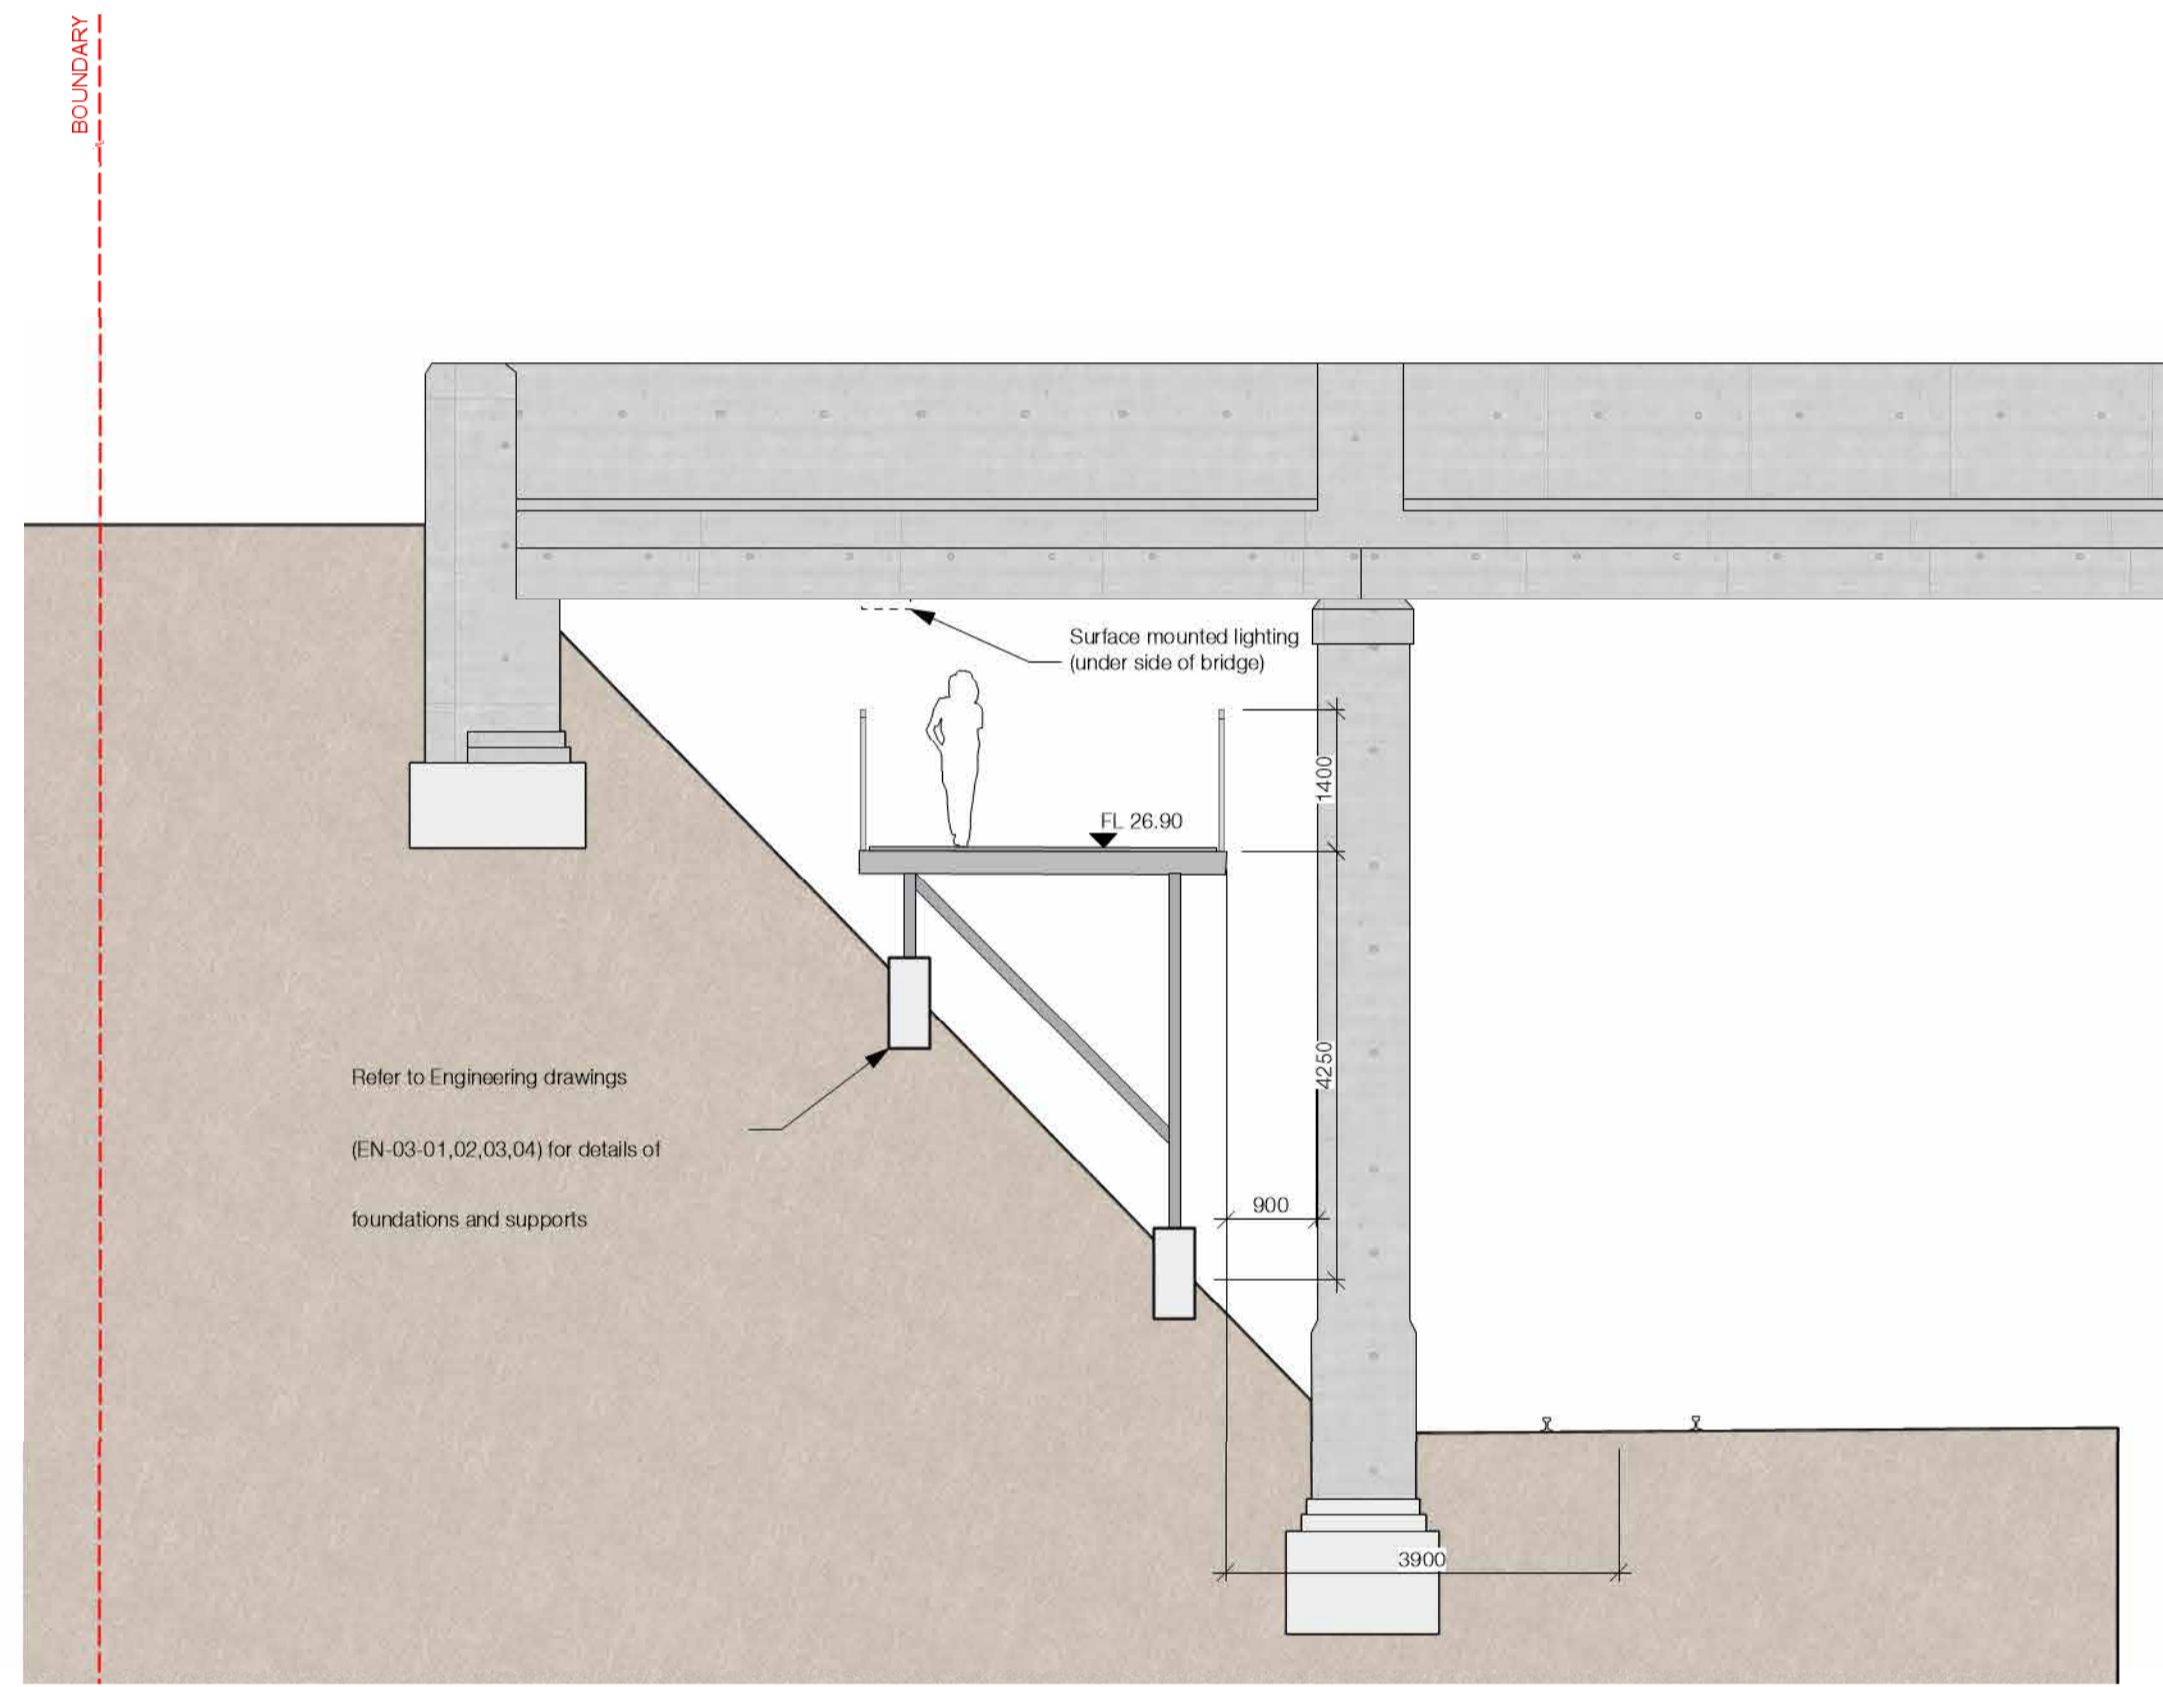 BOUNDARY
Surface mounted lighting
(under side of bridge)
1400
FL 26.90
4250
Refer to Engineering drawings
(EN-03-01,02,03,04) for details of
foundations and supports
900
3900